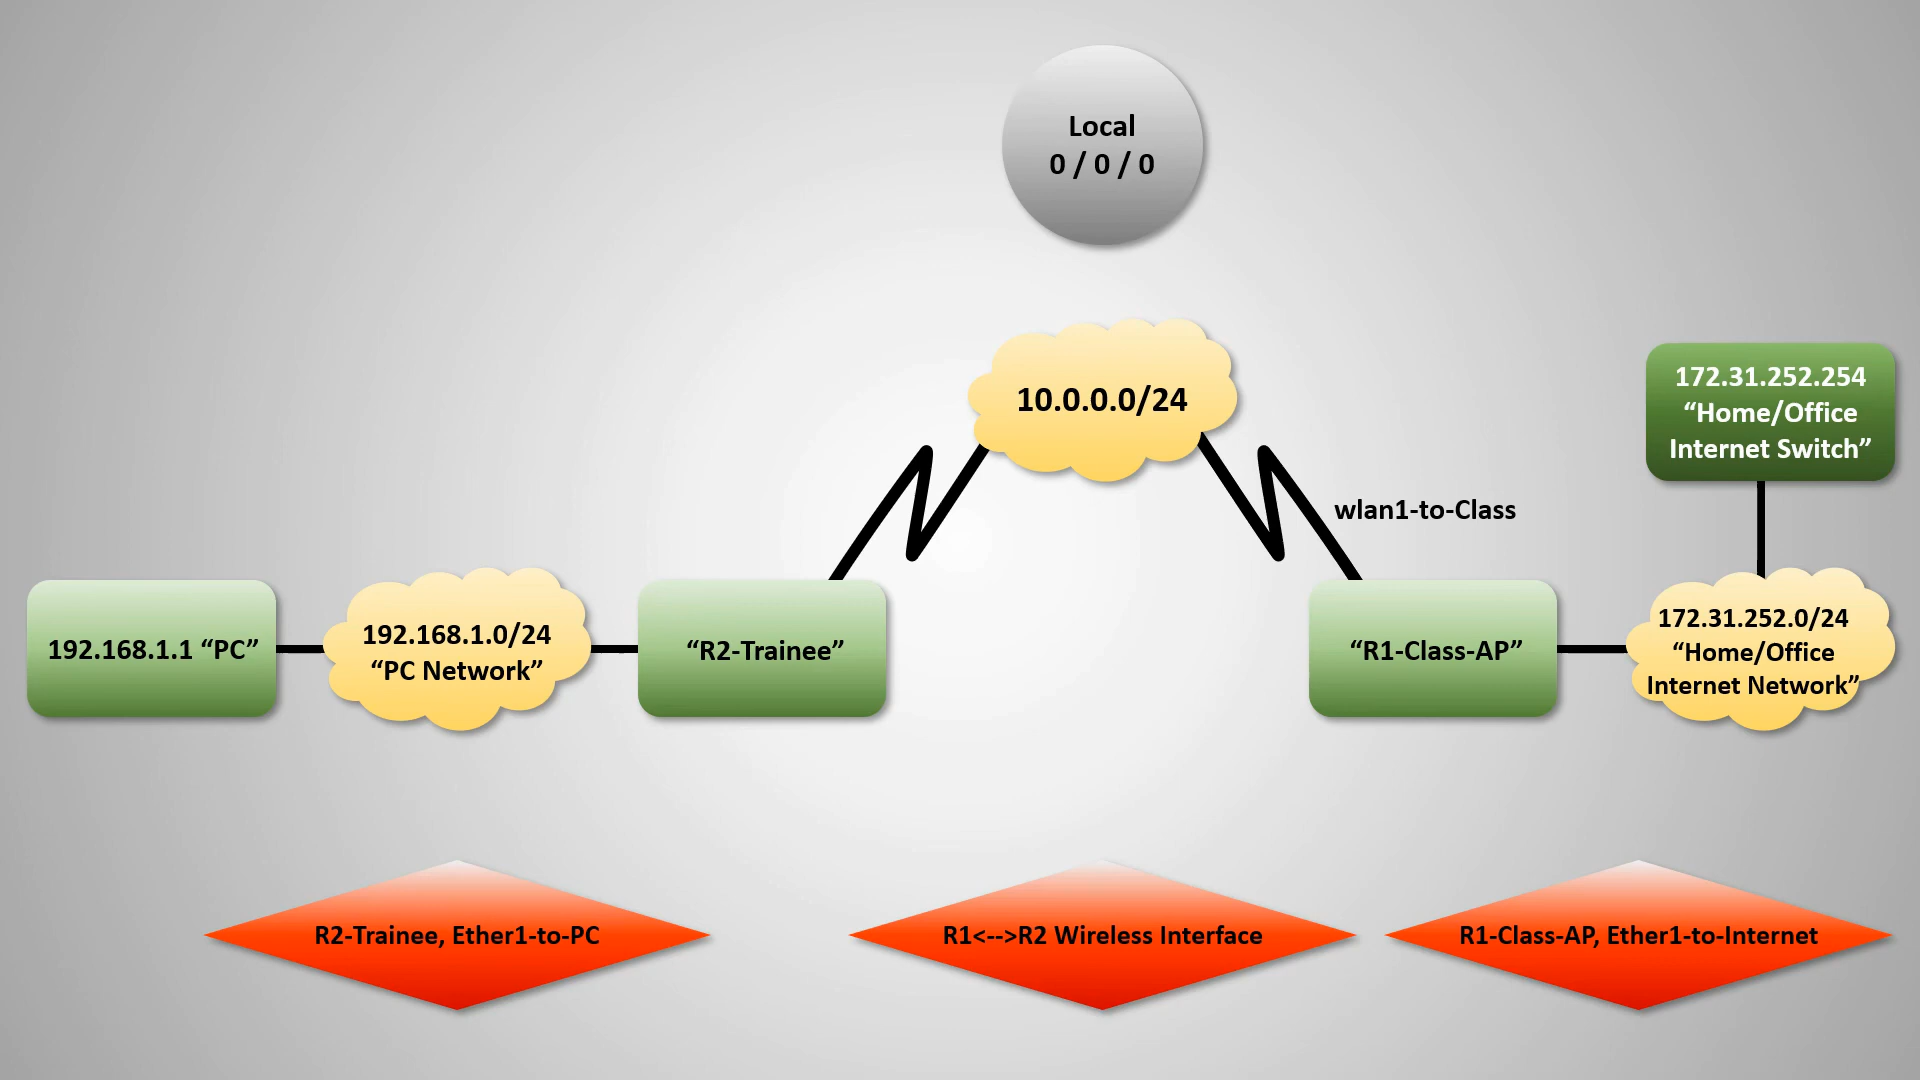 Local
0 / 0 / 0
10.0.0.0/24
172.31.252.254
“Home/Office
Internet Switch”
wlan1-to-Class
192.168.1.1 “PC”
192.168.1.0/24
“PC Network”
“R2-Trainee”
“R1-Class-AP”
172.31.252.0/24
“Home/Office
Internet Network”
R2-Trainee, Ether1-to-PC
R1<-->R2 Wireless Interface
R1-Class-AP, Ether1-to-Internet